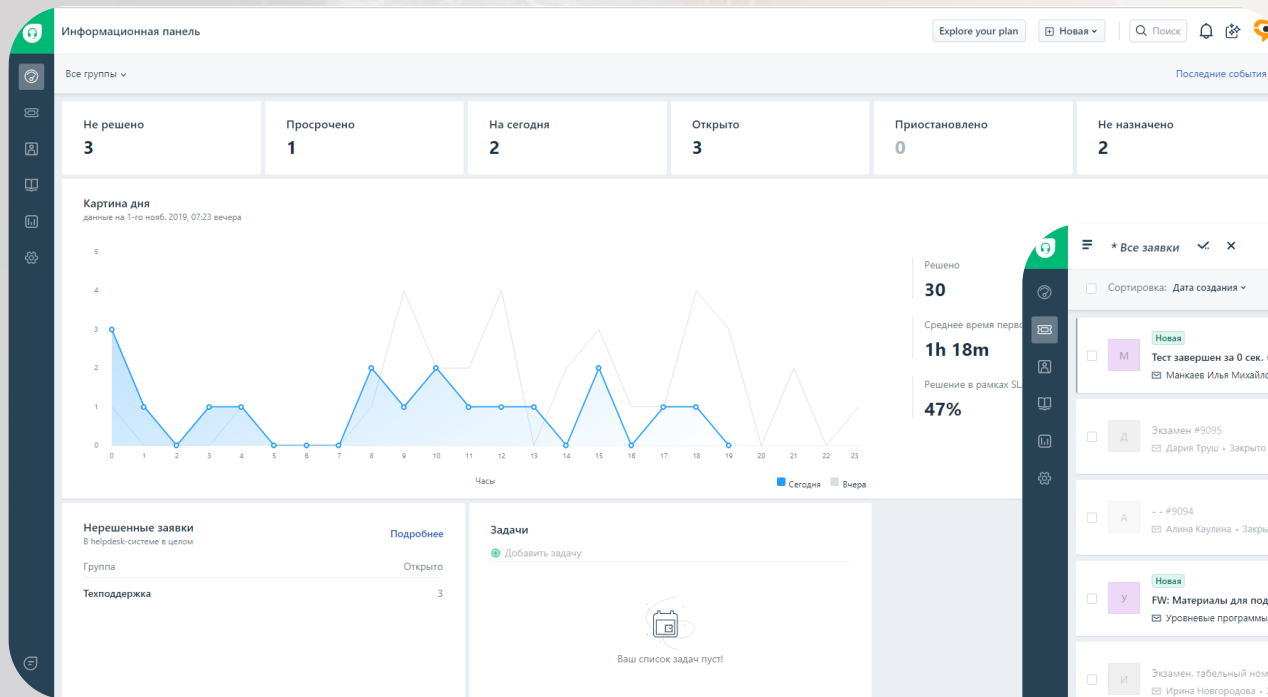 Информационная панель
Explore your plan
Новая
Поиск
Все группы
Последние события
Не решено
3
Просрочено
1
На сегодня
2
Открыто
3
Приостановлено
0
Не назначено
2
Картина дня
данные на 1-го нояб. 2019, 07:23 вечера
5
4
3
2
1
0
0 1 2 3 4 5 6 7 8 9 10 11 12 13 14 15 16 17 18 19 20 21 22 23
Часы
Сегодня
Вчера
Решено
30
Среднее время перво
1h 18m
Решение в рамках SL
47%
Нерешенные заявки
В helpdesk-системе в целом
Подробнее
Группа Открыто
Техподдержка 3
Задачи
Добавить задачу
Ваш список задач пуст!
* Все заявки
Сортировка: Дата создания
М
Новая
Тест завершен за 0 сек.
Манкаев Илья Михайло
Д
Экзамен #9095
Дария Труш • Закрыто
А
- - #9094
Алина Каулина • Закры
У
Новая
FW: Материалы для под
Уровневые программы
И
Экзамен, табельный ном
Ирина Новгородова •